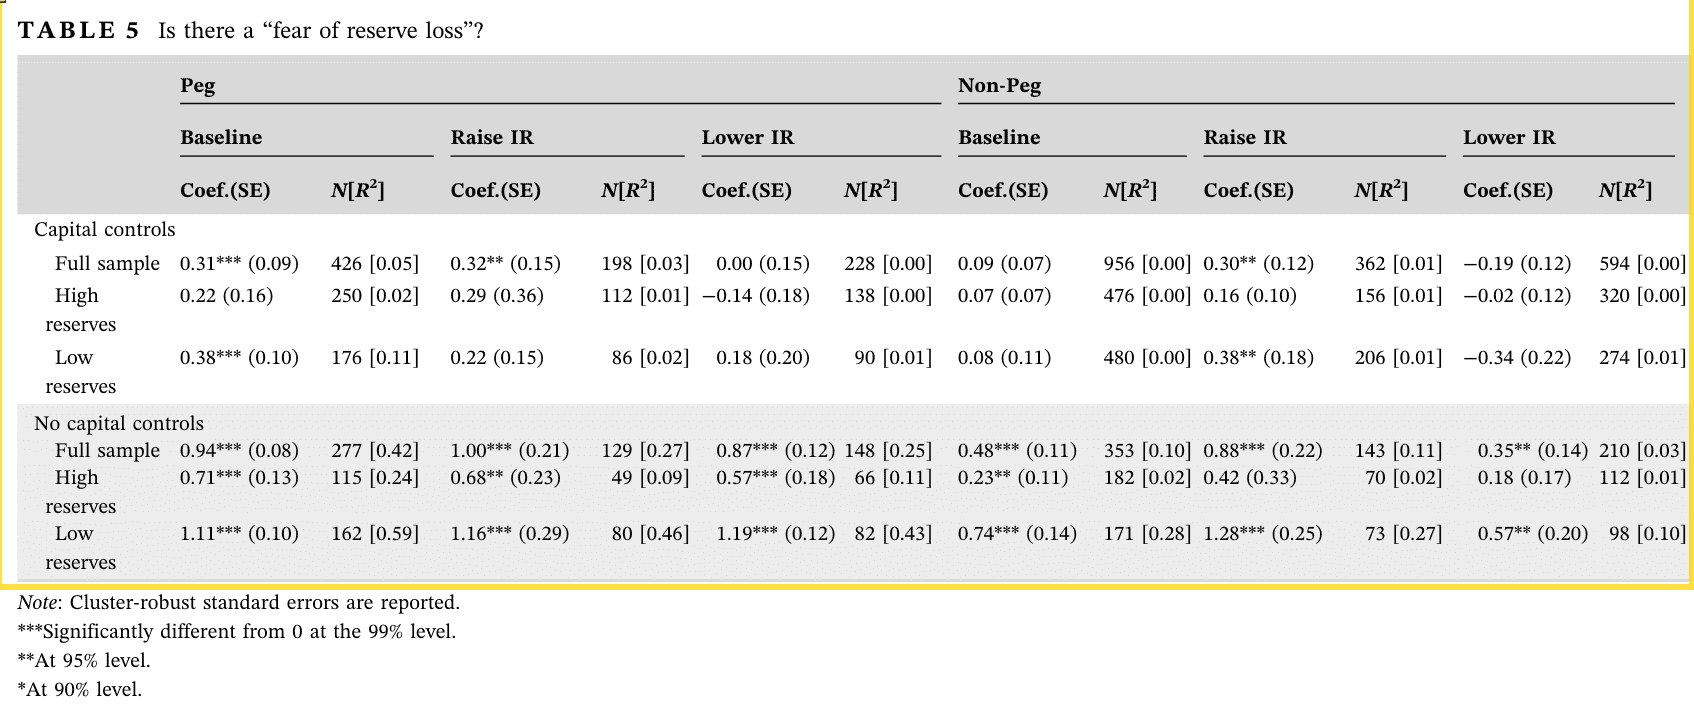 TABLE 5 Is there a “fear of reserve loss”?
Peg Non-Peg
Baseline Raise IR Lower IR Baseline Raise IR Lower IR
Coef.(SE) N[R²] Coef.(SE) N[R²] Coef.(SE) N[R²] Coef.(SE) N[R²] Coef.(SE) N[R²] Coef.(SE) N[R²]
Capital controls
Full sample 0.31*** (0.09) 426 [0.05] 0.32** (0.15) 198 [0.03] 0.00 (0.15) 228 [0.00] 0.09 (0.07) 956 [0.00] 0.30** (0.12) 362 [0.01] −0.19 (0.12) 594 [0.00]
High 0.22 (0.16) 250 [0.02] 0.29 (0.36) 112 [0.01] −0.14 (0.18) 138 [0.00] 0.07 (0.07) 476 [0.00] 0.16 (0.10) 156 [0.01] −0.02 (0.12) 320 [0.00]
reserves
Low 0.38*** (0.10) 176 [0.11] 0.22 (0.15) 86 [0.02] 0.18 (0.20) 90 [0.01] 0.08 (0.11) 480 [0.00] 0.38** (0.18) 206 [0.01] −0.34 (0.22) 274 [0.01]
reserves
No capital controls
Full sample 0.94*** (0.08) 277 [0.42] 1.00*** (0.21) 129 [0.27] 0.87*** (0.12) 148 [0.25] 0.48*** (0.11) 353 [0.10] 0.88*** (0.22) 143 [0.11] 0.35** (0.14) 210 [0.03]
High 0.71*** (0.13) 115 [0.24] 0.68** (0.23) 49 [0.09] 0.57*** (0.18) 66 [0.11] 0.23** (0.11) 182 [0.02] 0.42 (0.33) 70 [0.02] 0.18 (0.17) 112 [0.01]
reserves
Low 1.11*** (0.10) 162 [0.59] 1.16*** (0.29) 80 [0.46] 1.19*** (0.12) 82 [0.43] 0.74*** (0.14) 171 [0.28] 1.28*** (0.25) 73 [0.27] 0.57** (0.20) 98 [0.10]
reserves
Note: Cluster-robust standard errors are reported.
***Significantly different from 0 at the 99% level.
**At 95% level.
*At 90% level.